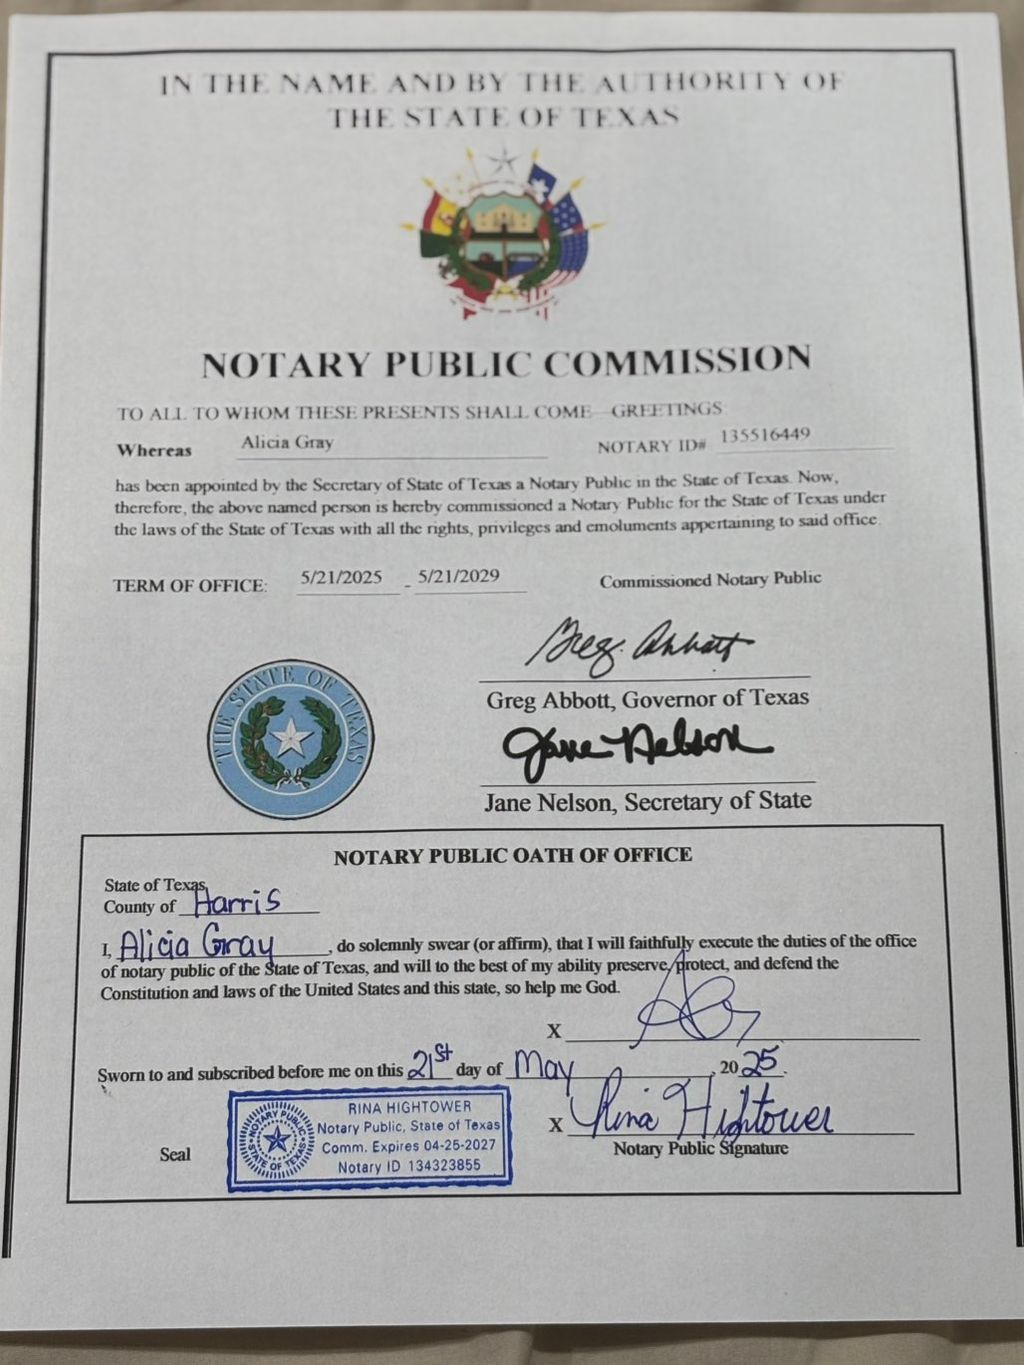 IN THE NAME AND BY THE AUTHORITY OF
THE STATE OF TEXAS
NOTARY PUBLIC COMMISSION
TO ALL TO WHOM THESE PRESENTS SHALL COME GREETINGS
Whereas Alicia Gray NOTARY ID# 135516449
has been appointed by the Secretary of State of Texas a Notary Public in the State of Texas. Now,
therefore, the above named person is hereby commissioned a Notary Public for the State of Texas under
the laws of the State of Texas with all the rights, privileges and emoluments appertaining to said office.
TERM OF OFFICE: 5/21/2025 - 5/21/2029 Commissioned Notary Public
Greg Abbott
Greg Abbott, Governor of Texas
THE STATE OF TEXAS
Jane Nelson
Jane Nelson, Secretary of State
NOTARY PUBLIC OATH OF OFFICE
State of Texas
County of Harris
I, Alicia Gray, do solemnly swear (or affirm), that I will faithfully execute the duties of the office
of notary public of the State of Texas, and will to the best of my ability preserve, protect, and defend the
Constitution and laws of the United States and this state, so help me God.
X
Sworn to and subscribed before me on this 21st day of May, 2025.
X Rina Hightower
Notary Public Signature
Seal
NOTARY PUBLIC STATE OF TEXAS
RINA HIGHTOWER
Notary Public, State of Texas
Comm. Expires 04-25-2027
Notary ID 134323855